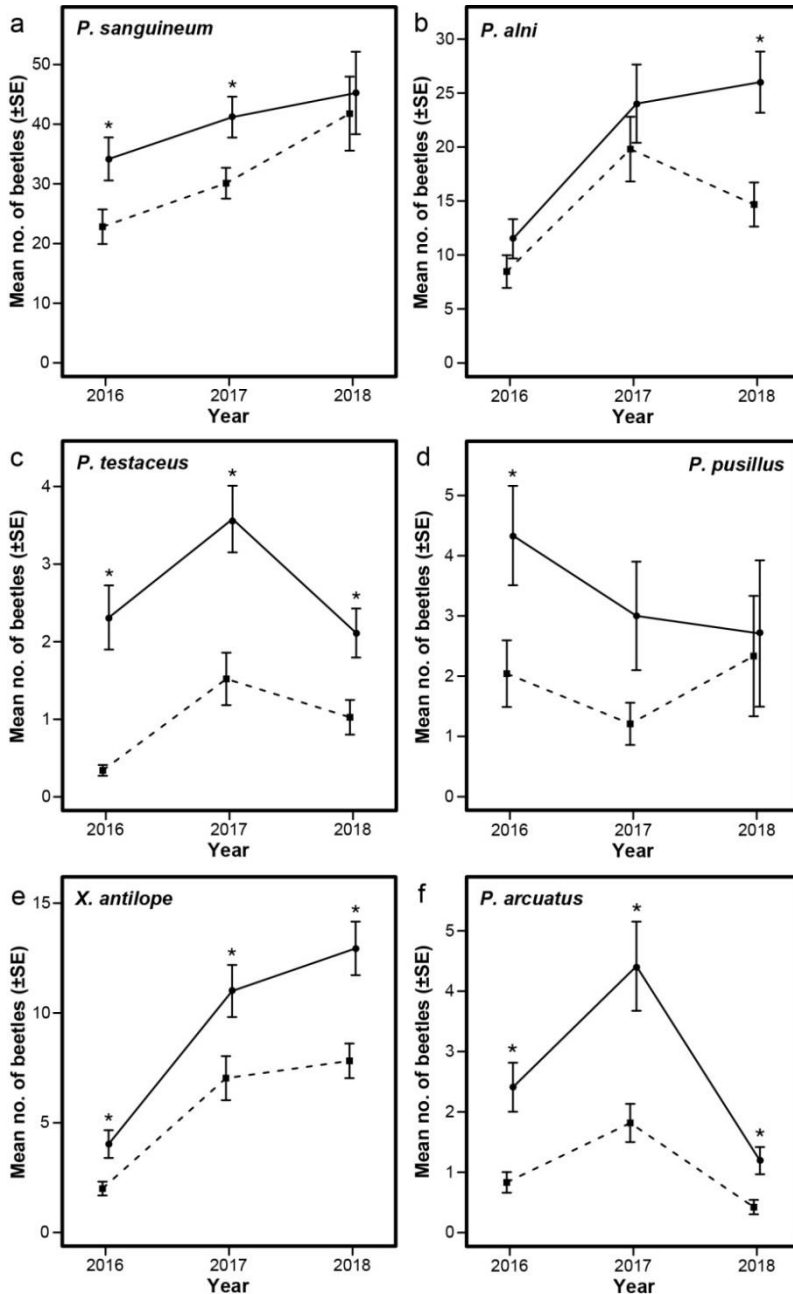 a
P. sanguineum
Mean no. of beetles (±SE)
50
40
30
20
10
0
*
*
2016
2017
2018
Year
b
P. alni
Mean no. of beetles (±SE)
30
25
20
15
10
5
0
*
2016
2017
2018
Year
c
P. testaceus
Mean no. of beetles (±SE)
4
3
2
1
0
*
*
*
2016
2017
2018
Year
d
P. pusillus
Mean no. of beetles (±SE)
5
4
3
2
1
0
*
2016
2017
2018
Year
e
X. antilope
Mean no. of beetles (±SE)
15
10
5
0
*
*
*
2016
2017
2018
Year
f
P. arcuatus
Mean no. of beetles (±SE)
5
4
3
2
1
0
*
*
*
2016
2017
2018
Year